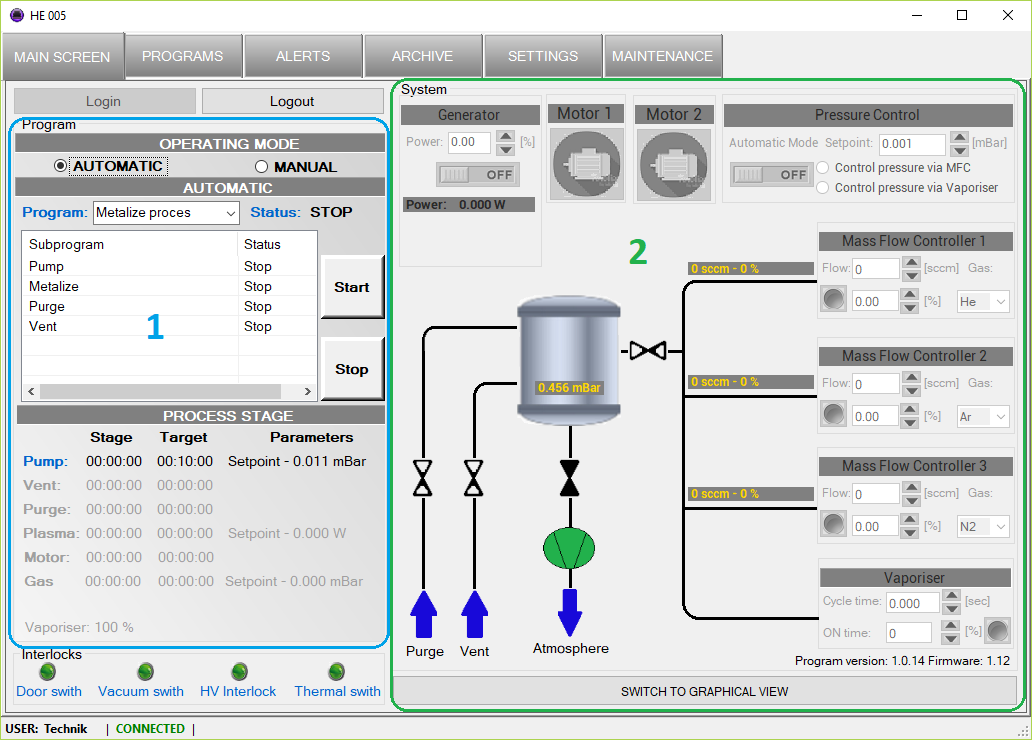 HE 005
MAIN SCREEN PROGRAMS ALERTS ARCHIVE SETTINGS MAINTENANCE
Login Logout
Program
OPERATING MODE
AUTOMATIC MANUAL
AUTOMATIC
Program: Metalize proces Status: STOP
Subprogram Status
Pump Stop
Metalize Stop
Purge Stop
Vent Stop
1
Start
Stop
PROCESS STAGE
Stage Target Parameters
Pump: 00:00:00 00:10:00 Setpoint - 0.011 mBar
Vent: 00:00:00 00:00:00
Purge: 00:00:00 00:00:00
Plasma: 00:00:00 00:00:00 Setpoint - 0.000 W
Motor: 00:00:00 00:00:00
Gas 00:00:00 00:00:00 Setpoint - 0.000 mBar
Vaporiser: 100 %
Interlocks
Door swith Vacuum swith HV Interlock Thermal swith
System
Generator
Power: 0.00 [%]
OFF
Power: 0.000 W
Motor 1
Motor 2
Pressure Control
Automatic Mode Setpoint: 0.001 [mBar]
OFF
Control pressure via MFC
Control pressure via Vaporiser
2
0 sccm - 0 %
Mass Flow Controller 1
Flow: 0 [sccm] Gas:
0.00 [%] He
0.456 mBar
0 sccm - 0 %
Mass Flow Controller 2
Flow: 0 [sccm] Gas:
0.00 [%] Ar
0 sccm - 0 %
Mass Flow Controller 3
Flow: 0 [sccm] Gas:
0.00 [%] N2
Vaporiser
Cycle time: 0.000 [sec]
ON time: 0 [%]
Purge Vent Atmosphere
Program version: 1.0.14 Firmware: 1.12
SWITCH TO GRAPHICAL VIEW
USER: Technik | CONNECTED |